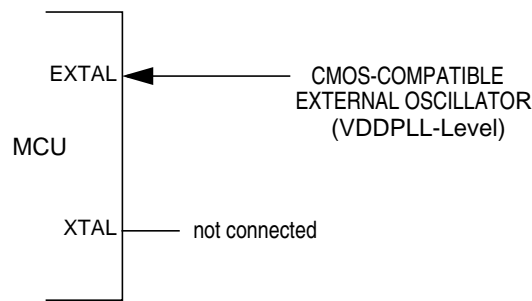 EXTAL
CMOS-COMPATIBLE
EXTERNAL OSCILLATOR
(VDDPLL-Level)
MCU
XTAL
not connected